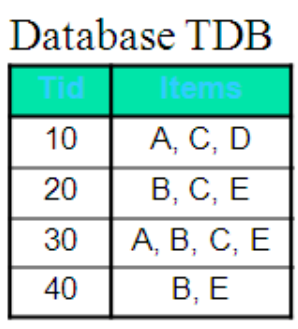 Database TDB
Tid Items
10 A, C, D
20 B, C, E
30 A, B, C, E
40 B, E